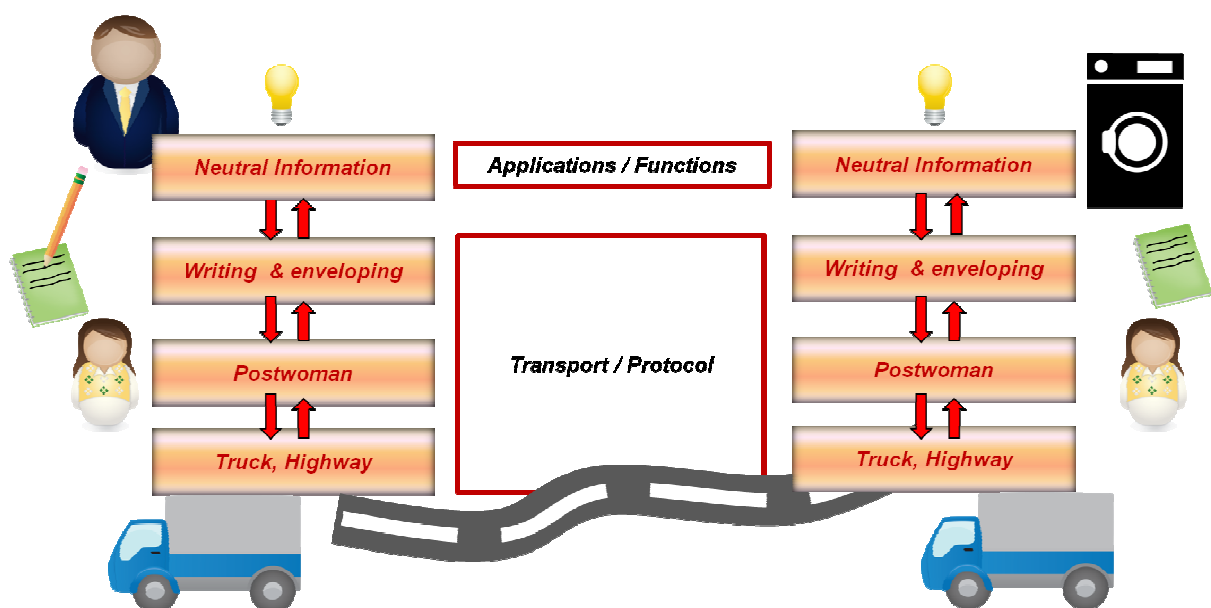 Neutral Information
Applications / Functions
Neutral Information
Writing & enveloping
Writing & enveloping
Transport / Protocol
Postwoman
Postwoman
Truck, Highway
Truck, Highway